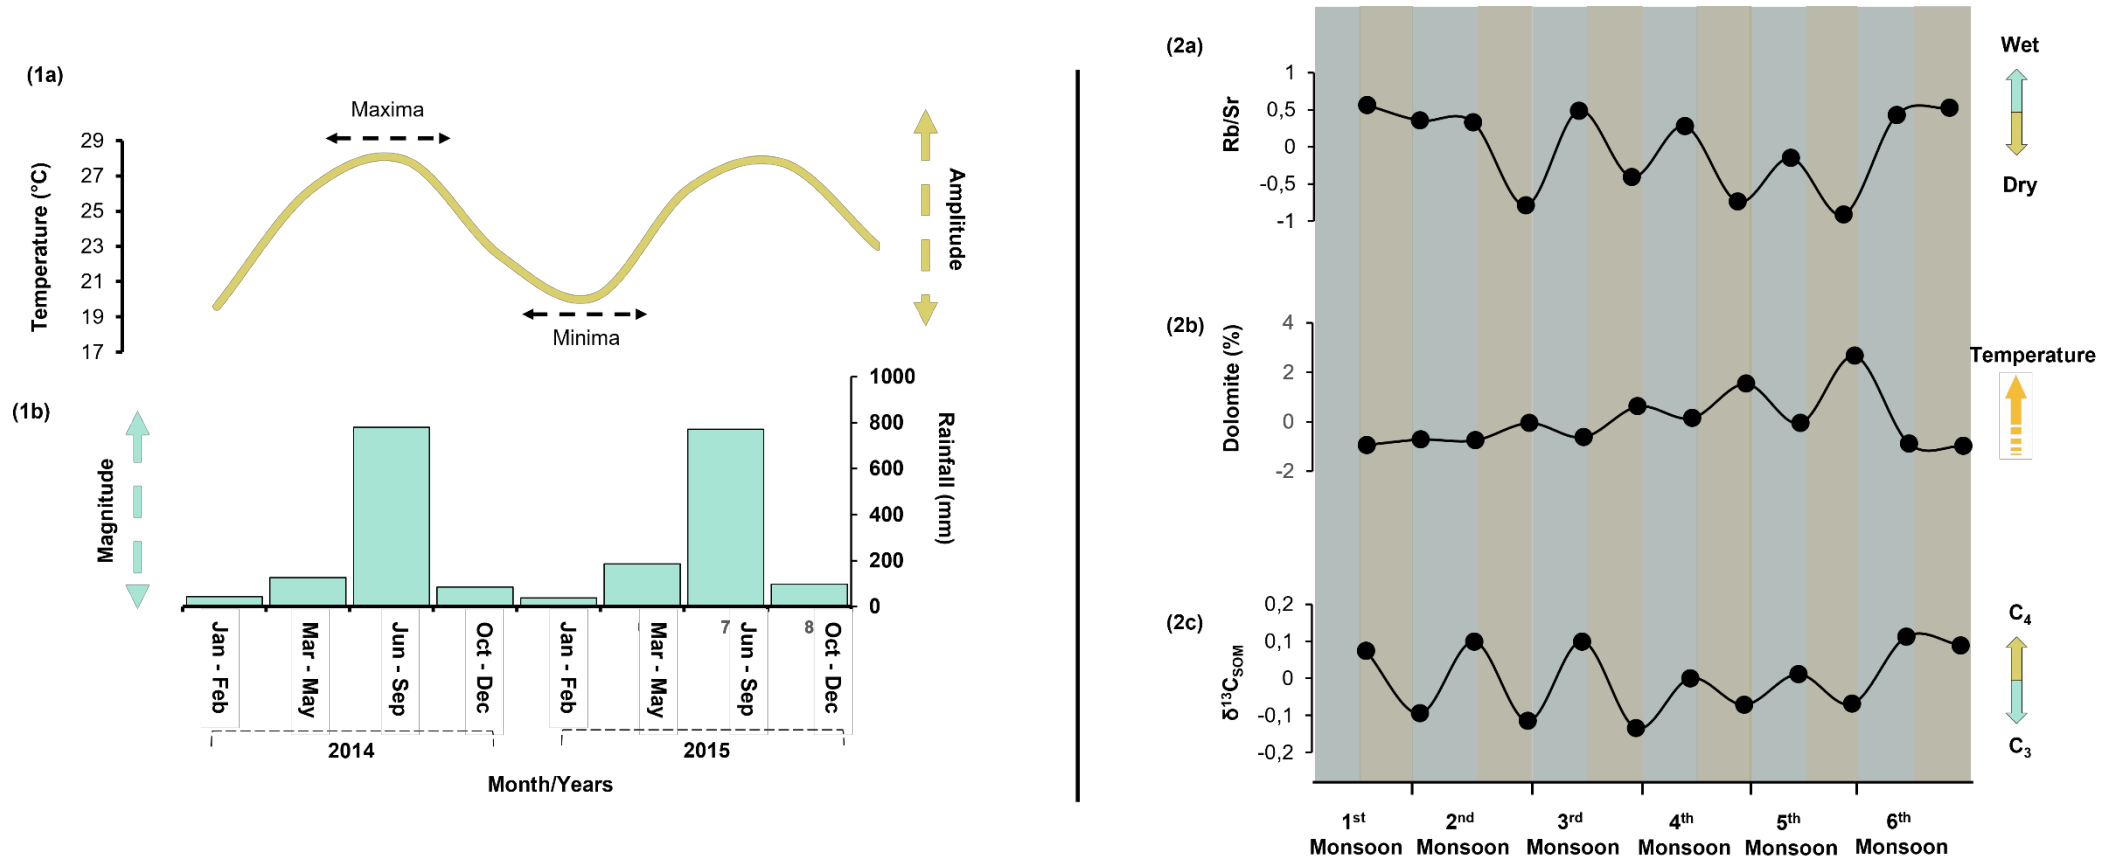 (1a)
Maxima
29
27
25
23
21
19
17
Temperature (°C)
Minima
Amplitude
(1b)
Magnitude
1000
800
600
400
200
0
Rainfall (mm)
7
8
Jan - Feb
Mar - May
Jun - Sep
Oct - Dec
Jan - Feb
Mar - May
Jun - Sep
Oct - Dec
2014
2015
Month/Years
(2a)
Rb/Sr
1
0,5
0
-0,5
-1
Wet
Dry
(2b)
Dolomite (%)
4
2
0
-2
Temperature
(2c)
δ¹³C_SOM
0,2
0,1
0
-0,1
-0,2
C₄
C₃
1st Monsoon
2nd Monsoon
3rd Monsoon
4th Monsoon
5th Monsoon
6th Monsoon